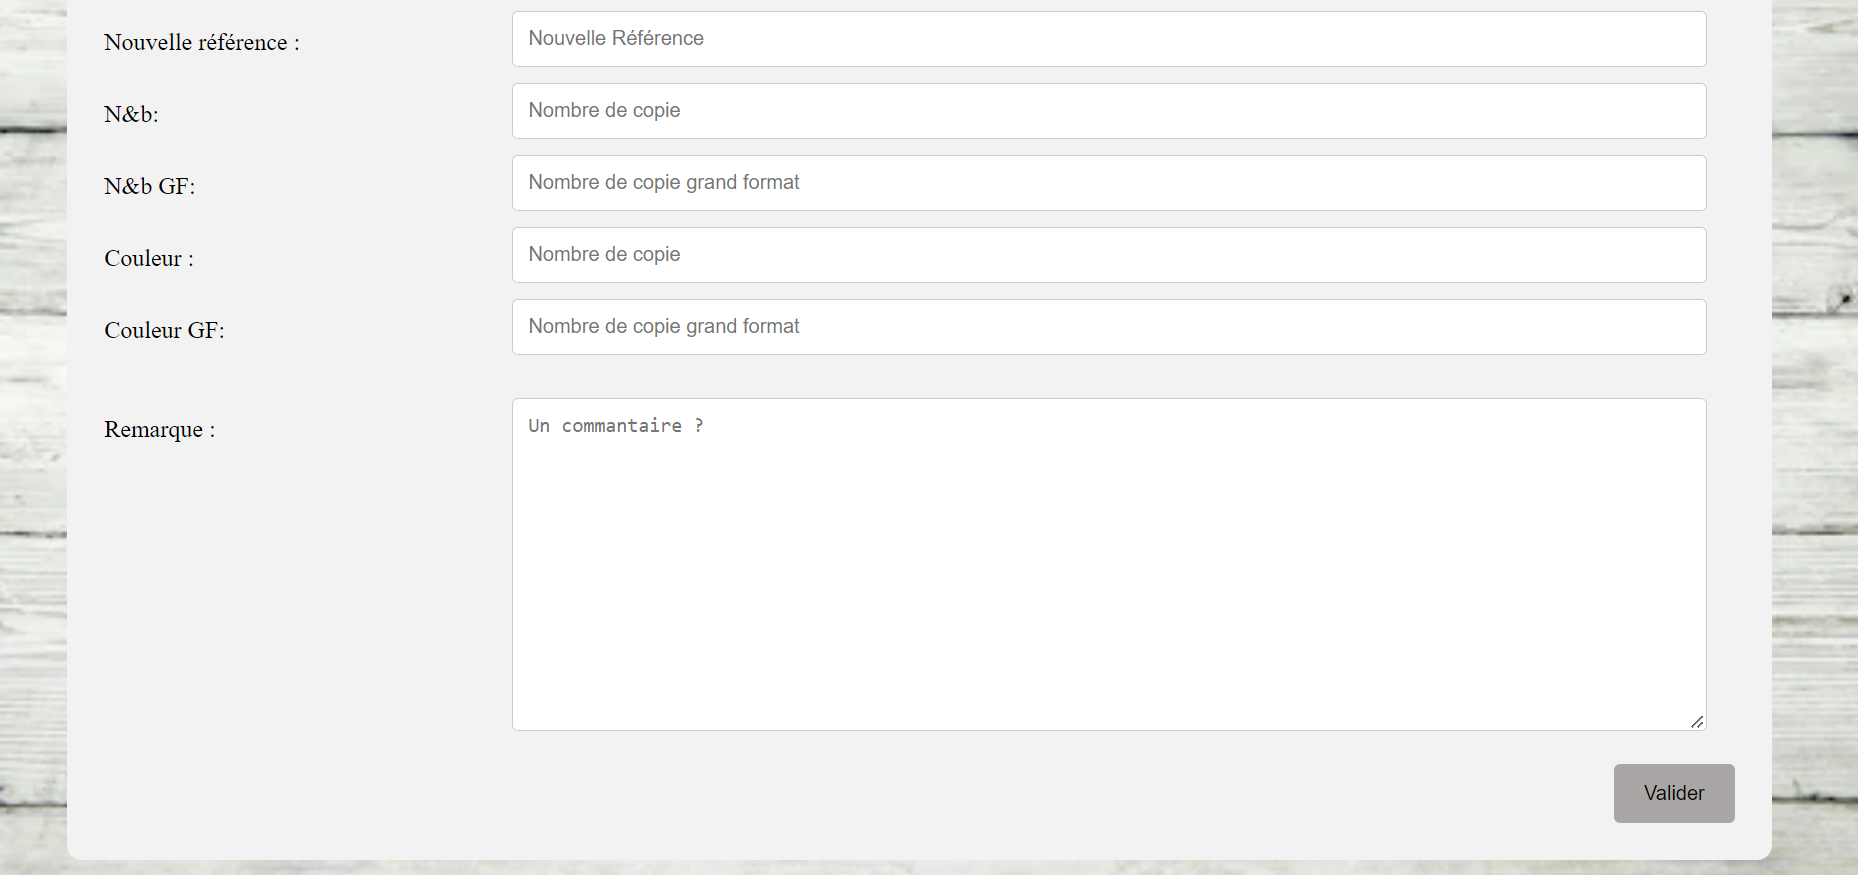 Nouvelle référence :
Nouvelle Référence
N&b:
Nombre de copie
N&b GF:
Nombre de copie grand format
Couleur :
Nombre de copie
Couleur GF:
Nombre de copie grand format
Remarque :
Un commantaire ?
Valider